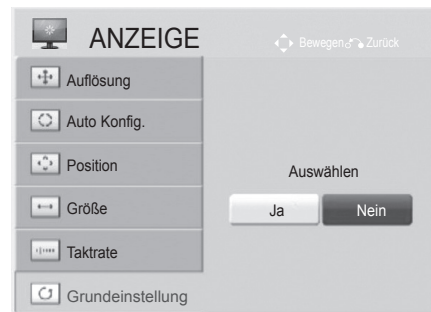 ANZEIGE
Bewegen Zurück
Auflösung
Auto Konfig.
Position
Größe
Taktrate
Grundeinstellung
Auswählen
Ja Nein